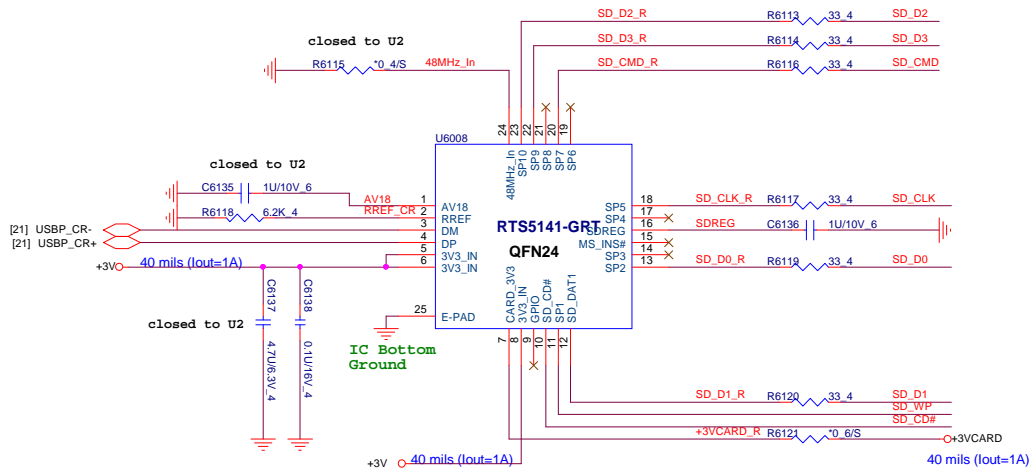 SD_D2_R R6113 33_4 SD_D2
closed to U2
SD_D3_R R6114 33_4 SD_D3
R6115 *0_4/S 48MHz_In
SD_CMD_R R6116 33_4 SD_CMD
24 23 22 21 20 19
U6008
48MHz_In SP10 SP9 SP8 SP7 SP6
closed to U2
C6135 1U/10V_6
AV18 1 AV18
R6118 6.2K_4 RREF_CR 2 RREF
[21] USBP_CR- 3 DM
[21] USBP_CR+ 4 DP
5 3V3_IN
+3V 40 mils (Iout=1A) 6 3V3_IN
RTS5141-GRT
QFN24
SP5 18 SD_CLK_R R6117 33_4 SD_CLK
SP4 17
SDREG 16 SDREG C6136 1U/10V_6
MS_INS# 15
SP3 14
SP2 13 SD_D0_R R6119 33_4 SD_D0
C6137 C6138
closed to U2
4.7U/6.3V_4 0.1U/16V_4
25 E-PAD
IC Bottom
Ground
CARD_3V3 3V3_IN GPIO SD_CD# SP1 SD_DAT1
7 8 9 10 11 12
SD_D1_R R6120 33_4 SD_D1
SD_WP
SD_CD#
+3VCARD_R R6121 *0_6/S +3VCARD
+3V 40 mils (Iout=1A)
40 mils (Iout=1A)